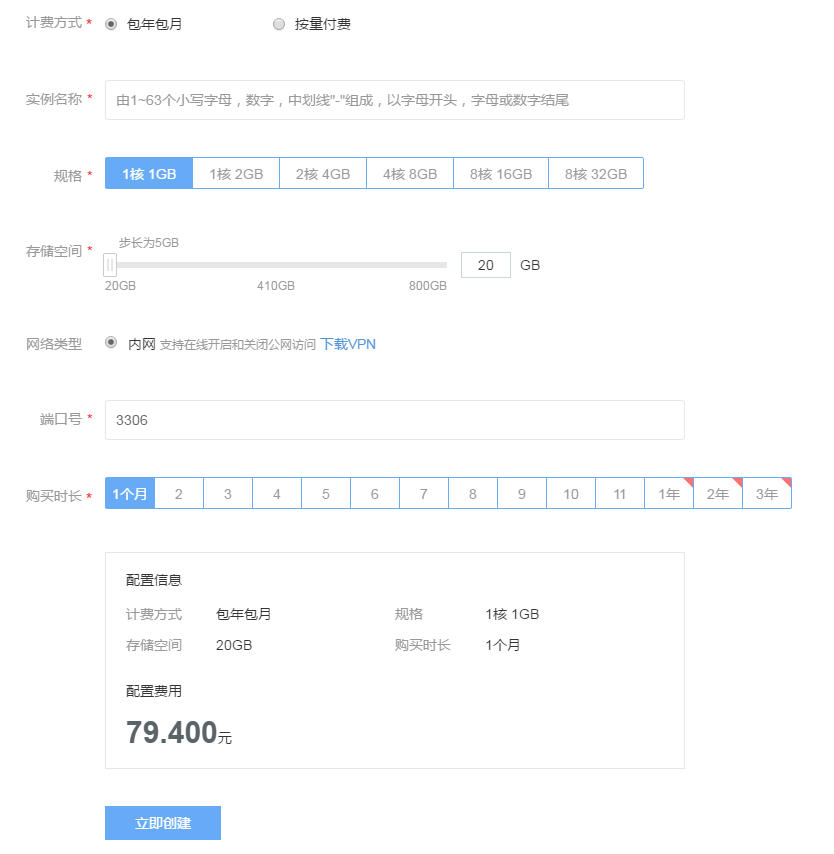 计费方式 * 包年包月 按量付费
实例名称 * 由1~63个小写字母，数字，中划线"-"组成，以字母开头，字母或数字结尾
规格 * 1核 1GB 1核 2GB 2核 4GB 4核 8GB 8核 16GB 8核 32GB
步长为5GB
存储空间 * 20 GB
20GB 410GB 800GB
网络类型 内网 支持在线开启和关闭公网访问 下载VPN
端口号 * 3306
购买时长 * 1个月 2 3 4 5 6 7 8 9 10 11 1年 2年 3年
配置信息
计费方式 包年包月 规格 1核 1GB
存储空间 20GB 购买时长 1个月
配置费用
79.400元
立即创建